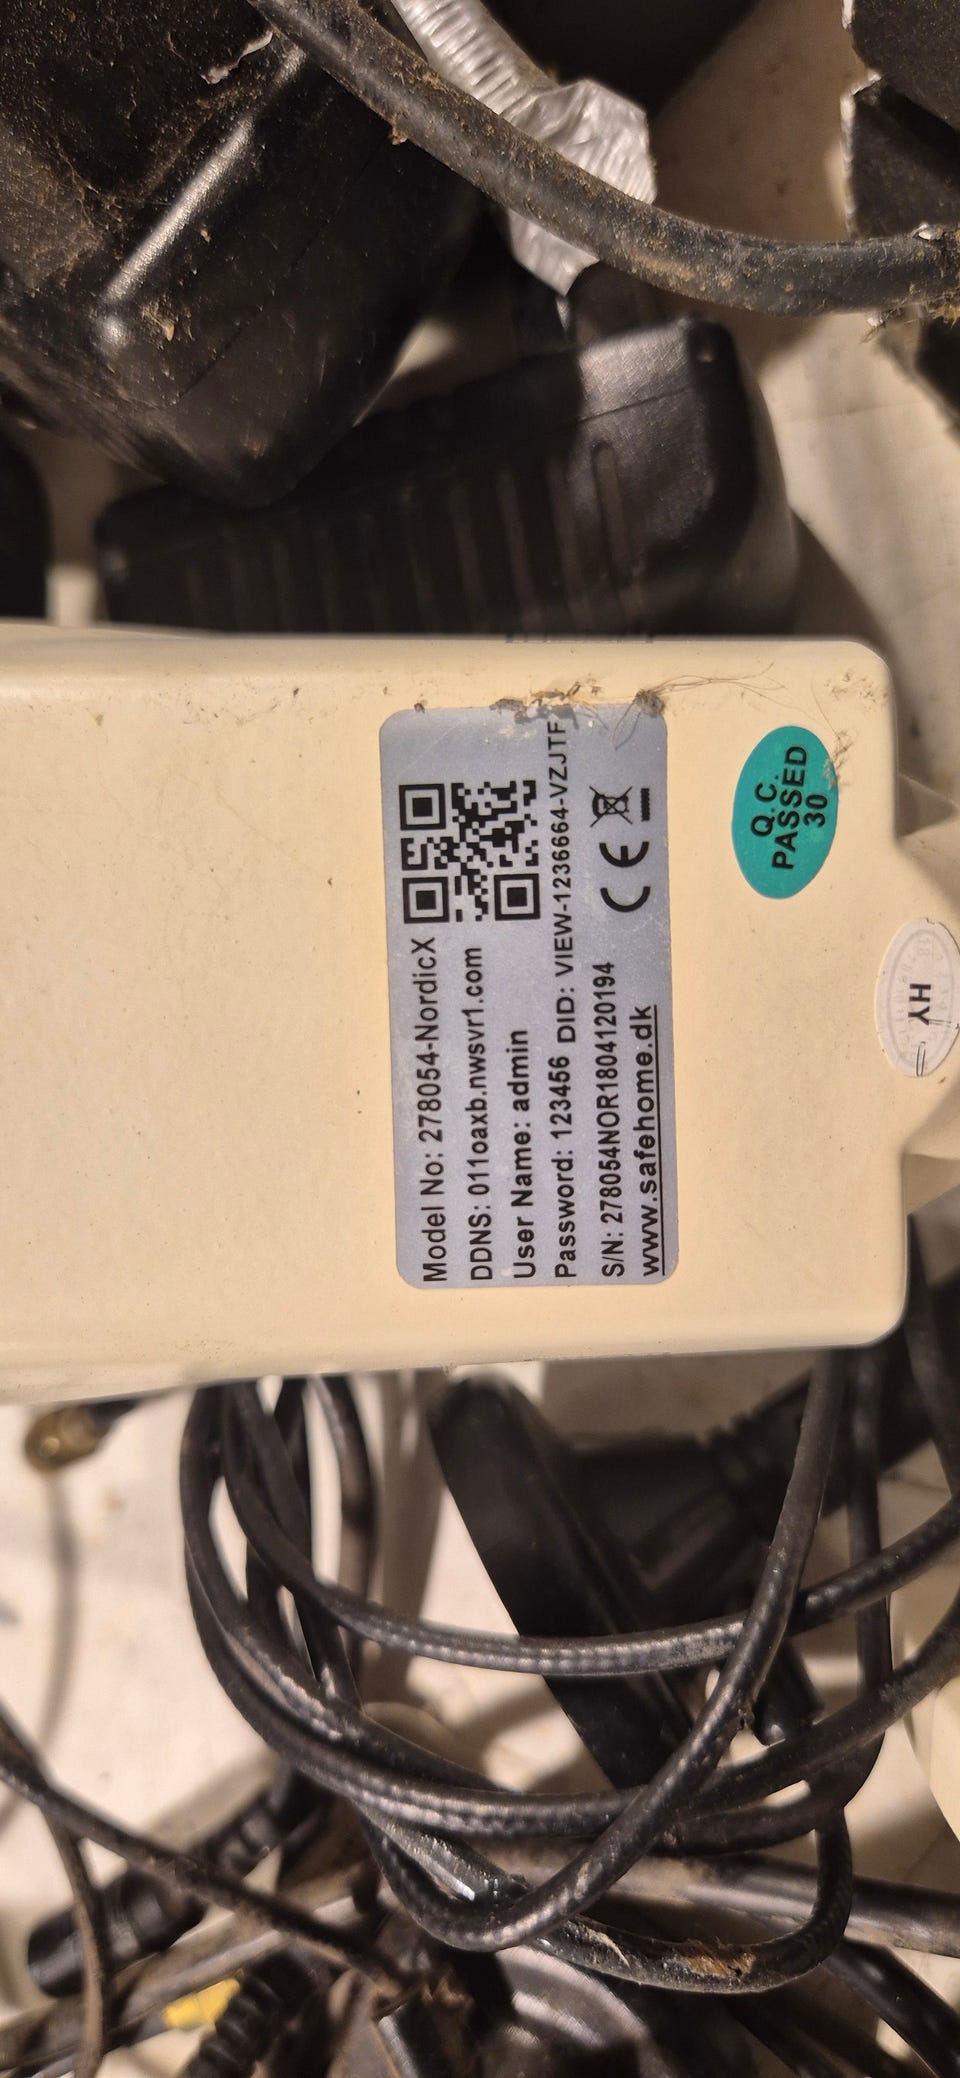 Model No: 278054-NordicX
DDNS: 011oaxb.nwsvr1.com
User Name: admin
Password: 123456 DID: VIEW-1236664-VZJTF
S/N: 278054NOR1804120194
www.safehome.dk
CE
Q.C.
PASSED
30
HY